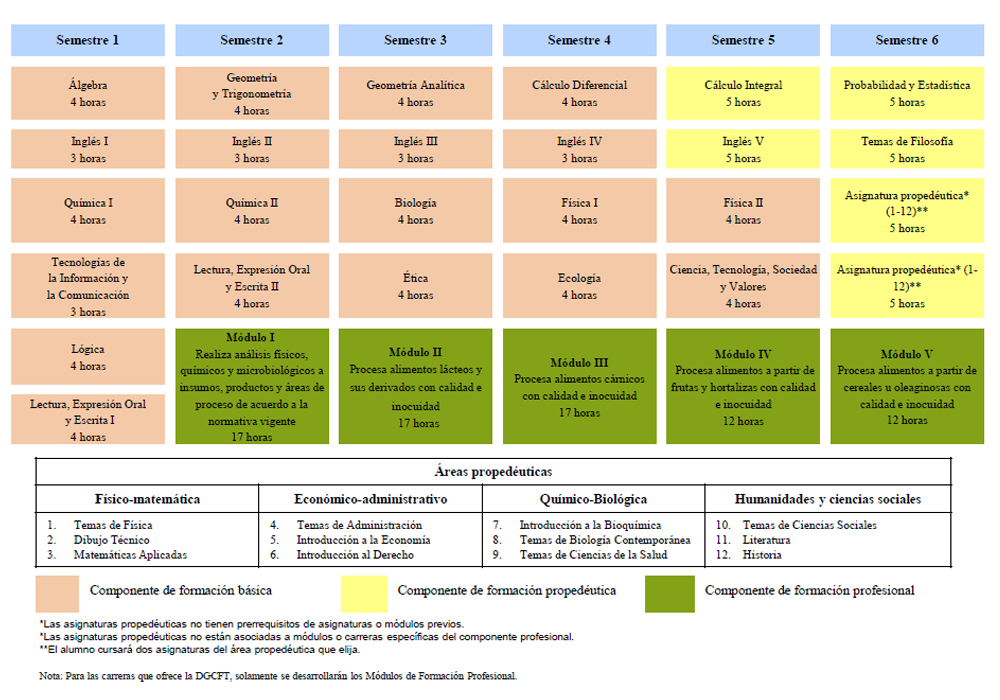 Semestre 1
Semestre 2
Semestre 3
Semestre 4
Semestre 5
Semestre 6
Álgebra
4 horas
Geometría
y Trigonometría
4 horas
Geometría Analítica
4 horas
Cálculo Diferencial
4 horas
Cálculo Integral
5 horas
Probabilidad y Estadística
5 horas
Inglés I
3 horas
Inglés II
3 horas
Inglés III
3 horas
Inglés IV
3 horas
Inglés V
5 horas
Temas de Filosofía
5 horas
Química I
4 horas
Química II
4 horas
Biología
4 horas
Física I
4 horas
Física II
4 horas
Asignatura propedéutica*
(1-12)**
5 horas
Tecnologías de
la Información y
la Comunicación
3 horas
Lectura, Expresión Oral
y Escrita II
4 horas
Ética
4 horas
Ecología
4 horas
Ciencia, Tecnología, Sociedad
y Valores
4 horas
Asignatura propedéutica* (1-
12)**
5 horas
Lógica
4 horas
Lectura, Expresión Oral
y Escrita I
4 horas
Módulo I
Realiza análisis físicos,
químicos y microbiológicos a
insumos, productos y áreas de
proceso de acuerdo a la
normativa vigente
17 horas
Módulo II
Procesa alimentos lácteos y
sus derivados con calidad e
inocuidad
17 horas
Módulo III
Procesa alimentos cárnicos
con calidad e inocuidad
17 horas
Módulo IV
Procesa alimentos a partir de
frutas y hortalizas con calidad
e inocuidad
12 horas
Módulo V
Procesa alimentos a partir de
cereales u oleaginosas con
calidad e inocuidad
12 horas
Áreas propedéuticas
Físico-matemática
Económico-administrativo
Químico-Biológica
Humanidades y ciencias sociales
1. Temas de Física
2. Dibujo Técnico
3. Matemáticas Aplicadas
4. Temas de Administración
5. Introducción a la Economía
6. Introducción al Derecho
7. Introducción a la Bioquímica
8. Temas de Biología Contemporánea
9. Temas de Ciencias de la Salud
10. Temas de Ciencias Sociales
11. Literatura
12. Historia
Componente de formación básica
Componente de formación propedéutica
Componente de formación profesional
*Las asignaturas propedéuticas no tienen prerrequisitos de asignaturas o módulos previos.
*Las asignaturas propedéuticas no están asociadas a módulos o carreras específicas del componente profesional.
**El alumno cursará dos asignaturas del área propedéutica que elija.
Nota: Para las carreras que ofrece la DGCFT, solamente se desarrollarán los Módulos de Formación Profesional.